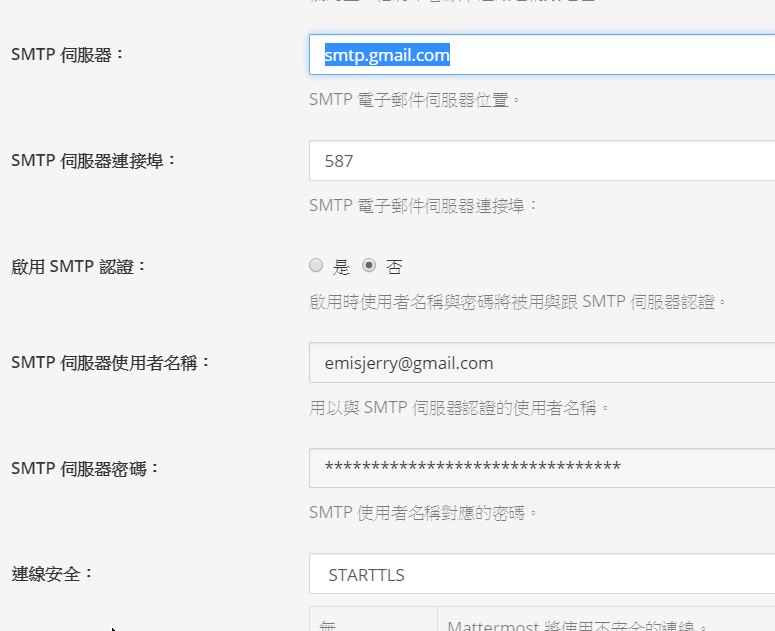 SMTP 伺服器：
smtp.gmail.com
SMTP 電子郵件伺服器位置。
SMTP 伺服器連接埠：
587
SMTP 電子郵件伺服器連接埠：
啟用 SMTP 認證：
是 否
啟用時使用者名稱與密碼將被用與跟 SMTP 伺服器認證。
SMTP 伺服器使用者名稱：
emisjerry@gmail.com
用以與 SMTP 伺服器認證的使用者名稱。
SMTP 伺服器密碼：
********************************
SMTP 使用者名稱對應的密碼。
連線安全：
STARTTLS
無 Mattermost 將使用不安全的連線。